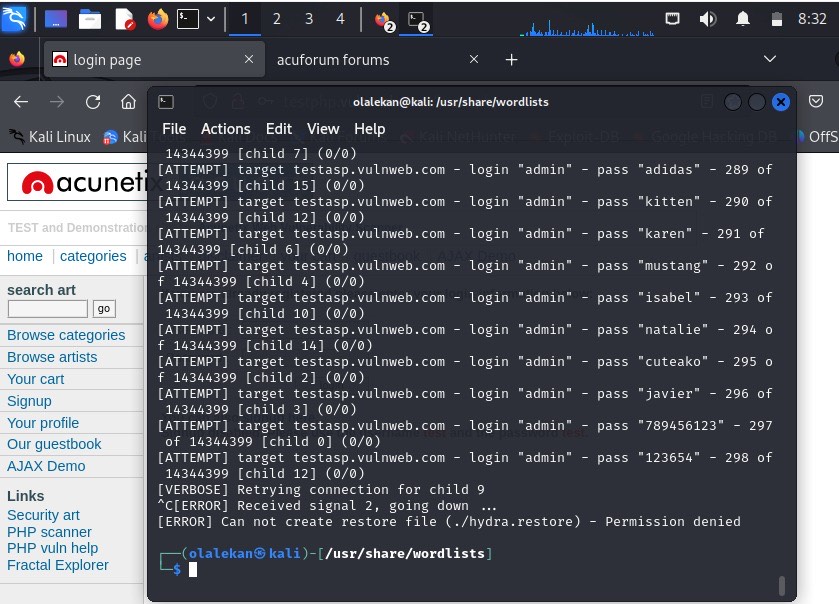 1 2 3 4 2 2 8:32
login page × acuforum forums × +
olalekan@kali: /usr/share/wordlists
File Actions Edit View Help
Kali Linux
OffS
14344399 [child 7] (0/0)
[ATTEMPT] target testasp.vulnweb.com - login "admin" - pass "adidas" - 289 of
14344399 [child 15] (0/0)
[ATTEMPT] target testasp.vulnweb.com - login "admin" - pass "kitten" - 290 of
14344399 [child 12] (0/0)
[ATTEMPT] target testasp.vulnweb.com - login "admin" - pass "karen" - 291 of
14344399 [child 6] (0/0)
[ATTEMPT] target testasp.vulnweb.com - login "admin" - pass "mustang" - 292 o
f 14344399 [child 4] (0/0)
[ATTEMPT] target testasp.vulnweb.com - login "admin" - pass "isabel" - 293 of
14344399 [child 10] (0/0)
[ATTEMPT] target testasp.vulnweb.com - login "admin" - pass "natalie" - 294 o
f 14344399 [child 14] (0/0)
[ATTEMPT] target testasp.vulnweb.com - login "admin" - pass "cuteako" - 295 o
f 14344399 [child 2] (0/0)
[ATTEMPT] target testasp.vulnweb.com - login "admin" - pass "javier" - 296 of
14344399 [child 3] (0/0)
[ATTEMPT] target testasp.vulnweb.com - login "admin" - pass "789456123" - 297
of 14344399 [child 0] (0/0)
[ATTEMPT] target testasp.vulnweb.com - login "admin" - pass "123654" - 298 of
14344399 [child 12] (0/0)
[VERBOSE] Retrying connection for child 9
^C[ERROR] Received signal 2, going down ...
[ERROR] Can not create restore file (./hydra.restore) - Permission denied
┌──(olalekan㉿kali)-[/usr/share/wordlists]
└─$
acunetix
TEST and Demonstration
home | categories | a
search art
go
Browse categories
Browse artists
Your cart
Signup
Your profile
Our guestbook
AJAX Demo
Links
Security art
PHP scanner
PHP vuln help
Fractal Explorer